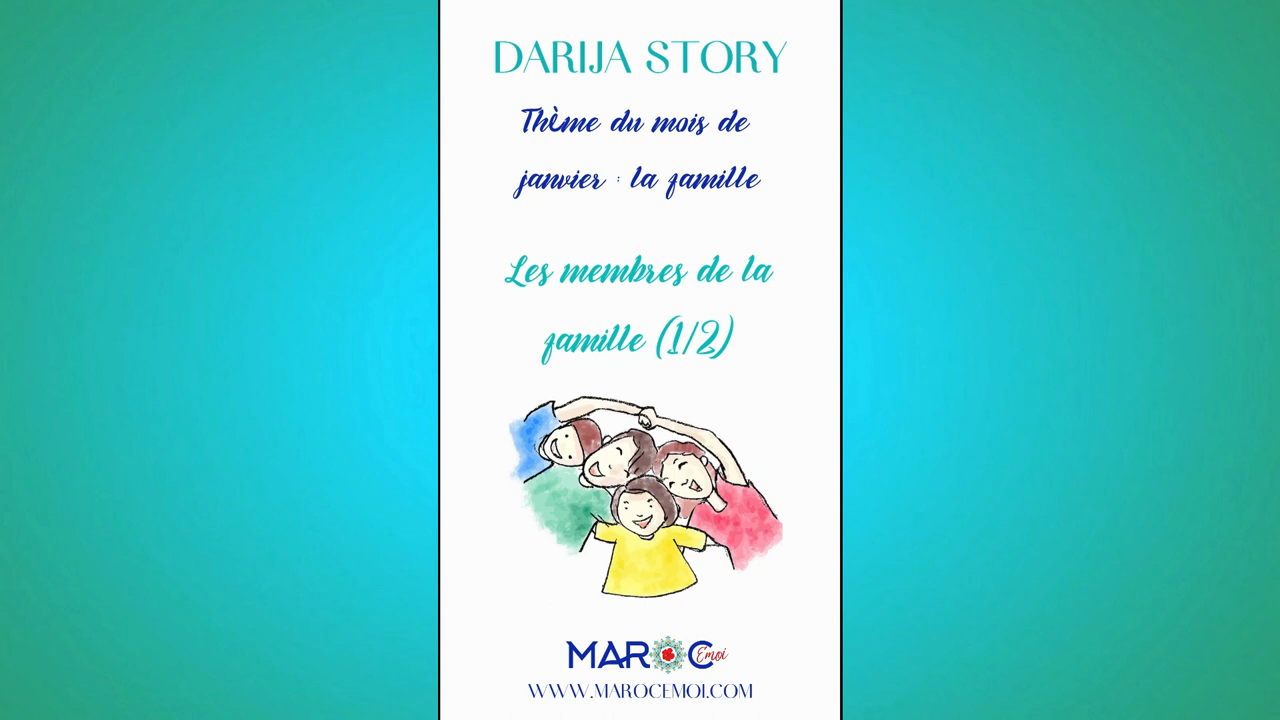 DARIJA STORY
Thème du mois de
janvier : la famille
Les membres de la
famille (1/2)
MAROC Émoi
WWW.MAROCEMOI.COM